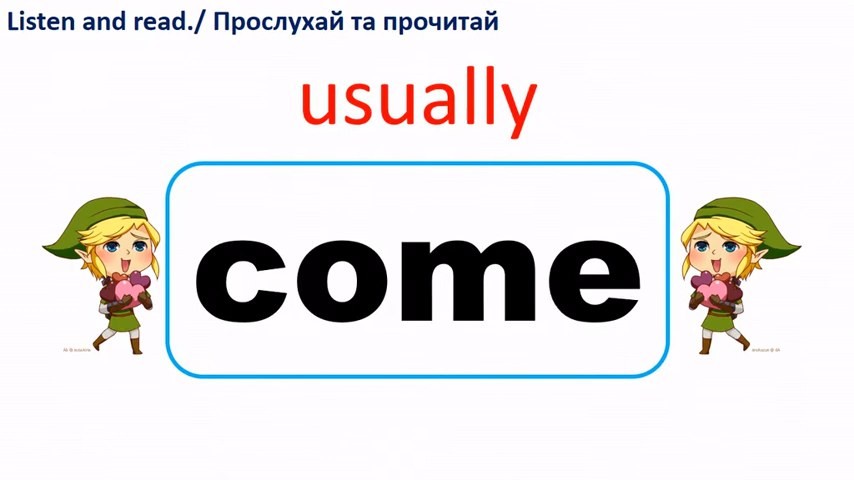 Listen and read./ Прослухай та прочитай
usually
come